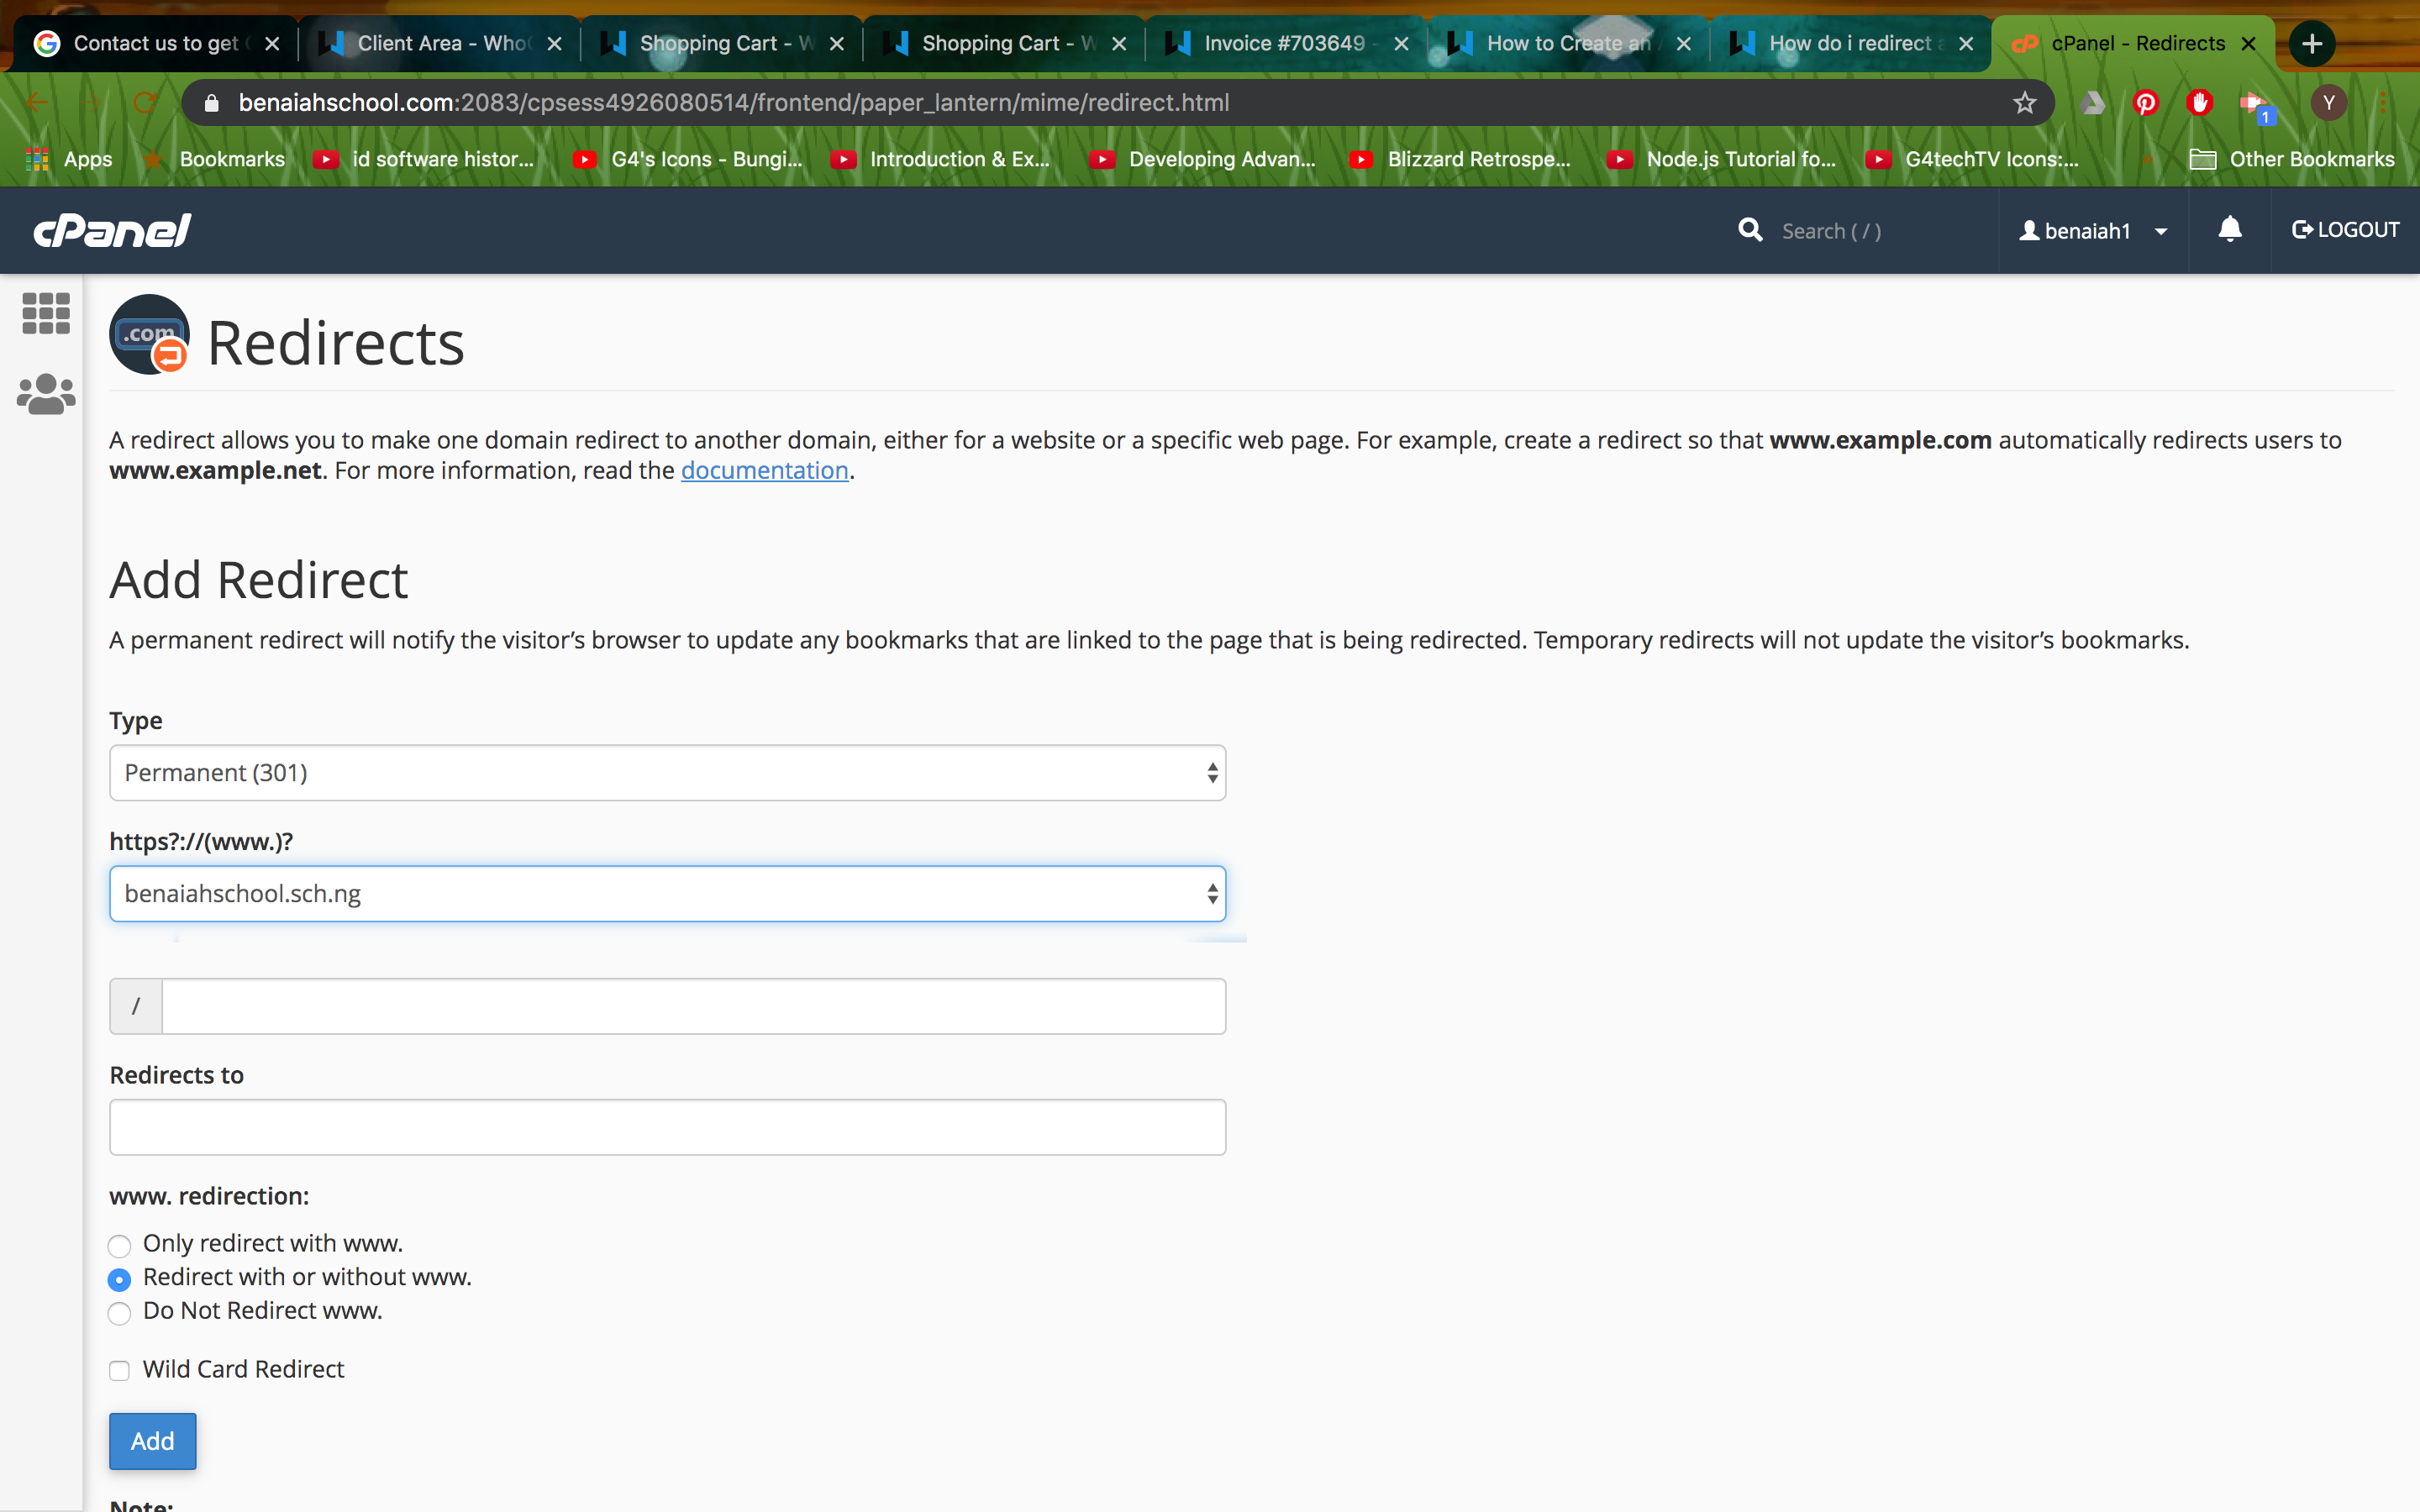 Contact us to get
Client Area - Who
Shopping Cart - W
Shopping Cart - W
Invoice #703649 -
How to Create an
How do i redirect a
cPanel - Redirects
benaiahschool.com:2083/cpsess4926080514/frontend/paper_lantern/mime/redirect.html
Y
1
Apps
Bookmarks
id software histor...
G4's Icons - Bungi...
Introduction & Ex...
Developing Advan...
Blizzard Retrospe...
Node.js Tutorial fo...
G4techTV Icons:...
Other Bookmarks
cPanel
Search ( / )
benaiah1
LOGOUT
.com
Redirects
A redirect allows you to make one domain redirect to another domain, either for a website or a specific web page. For example, create a redirect so that www.example.com automatically redirects users to
www.example.net. For more information, read the documentation.
Add Redirect
A permanent redirect will notify the visitor’s browser to update any bookmarks that are linked to the page that is being redirected. Temporary redirects will not update the visitor’s bookmarks.
Type
Permanent (301)
https?://(www.)?
benaiahschool.sch.ng
/
Redirects to
www. redirection:
Only redirect with www.
Redirect with or without www.
Do Not Redirect www.
Wild Card Redirect
Add
Note: